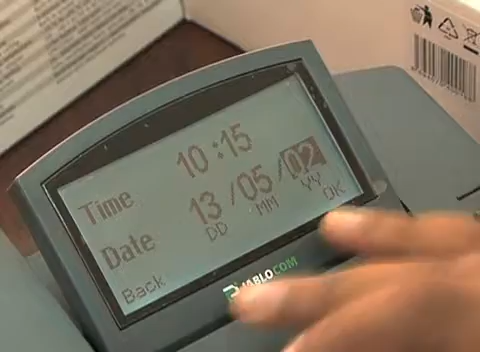 Time 10:15
Date 13/05/02
DD MM YY
Back OK
JABLOCOM